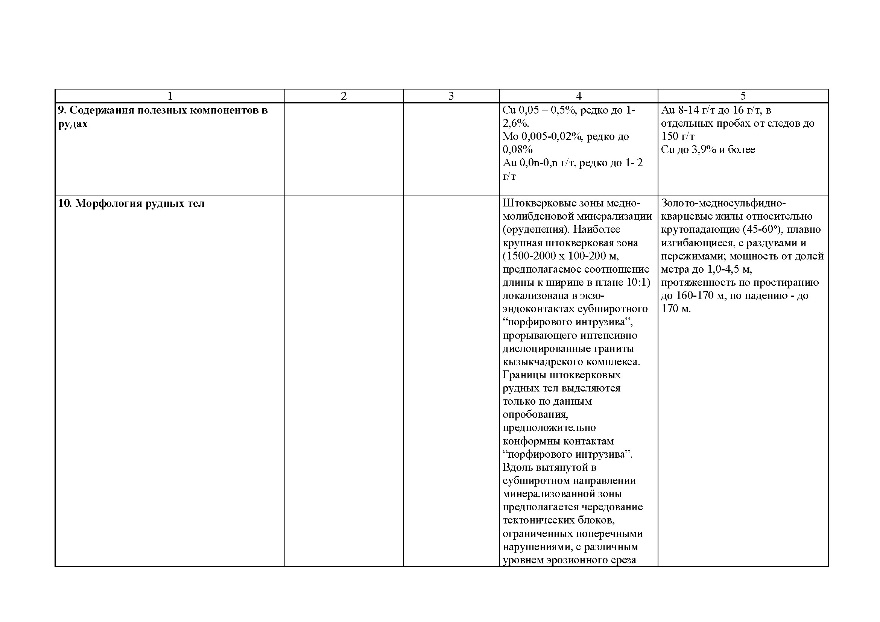 1 2 3 4 5
9. Содержания полезных компонентов в
рудах
Cu 0,05 – 0,5%, редко до 1-
2,6%.
Mo 0,005-0,02%, редко до
0,08%
Au 0,0n-0,n г/т, редко до 1- 2
г/т
Au 8-14 г/т до 16 г/т, в
отдельных пробах от следов до
150 г/т
Cu до 3,9% и более
10. Морфология рудных тел
Штокверковые зоны медно-
молибденовой минерализации
(оруденения). Наиболее
крупная штокверковая зона
(1500-2000 х 100-200 м,
предполагаемое соотношение
длины к ширине в плане 10:1)
локализована в экзо-
эндоконтактах субширотного
“порфирового интрузива”,
прорывающего интенсивно
дислоцированные граниты
кызыкчадрского комплекса.
Границы штокверковых
рудных тел выделяются
только по данным
опробования,
предположительно
конформны контактам
“порфирового интрузива”.
Вдоль вытянутой в
субширотном направлении
минерализованной зоны
предполагается чередование
тектонических блоков,
ограниченных поперечными
нарушениями, с различным
уровнем эрозионного среза
Золото-медносульфидно-
кварцевые жилы относительно
крутопадающие (45-60°), плавно
изгибающиеся, с раздувами и
пережимами; мощность от долей
метра до 1,0-4,5 м,
протяженность по простиранию
до 160-170 м, по падению - до
170 м.